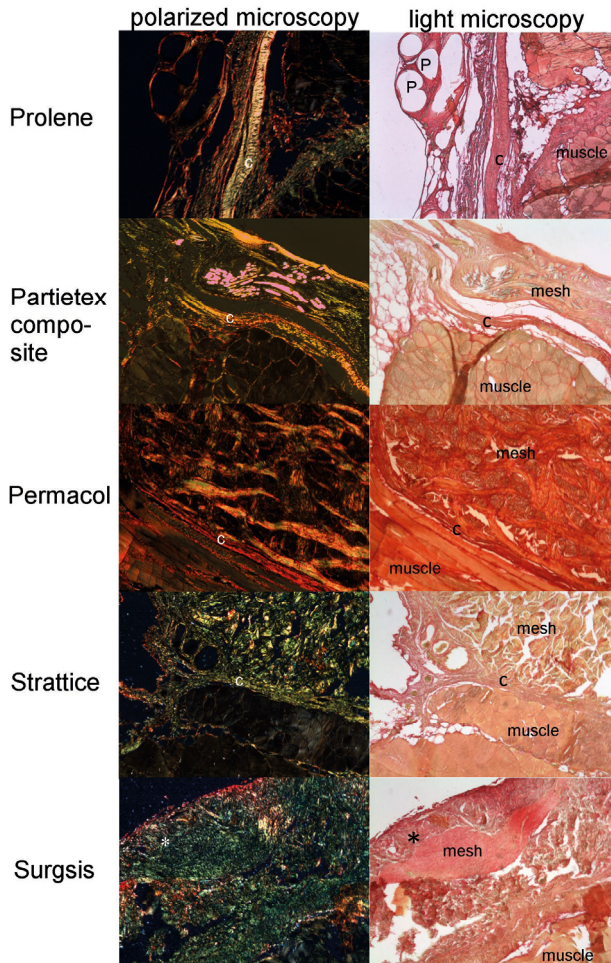 polarized microscopy light microscopy
Prolene
P
P
c
c
muscle
Partietex
compo-
site
c
mesh
c
muscle
Permacol
c
mesh
c
muscle
Strattice
c
mesh
c
muscle
Surgsis
*
*
mesh
muscle